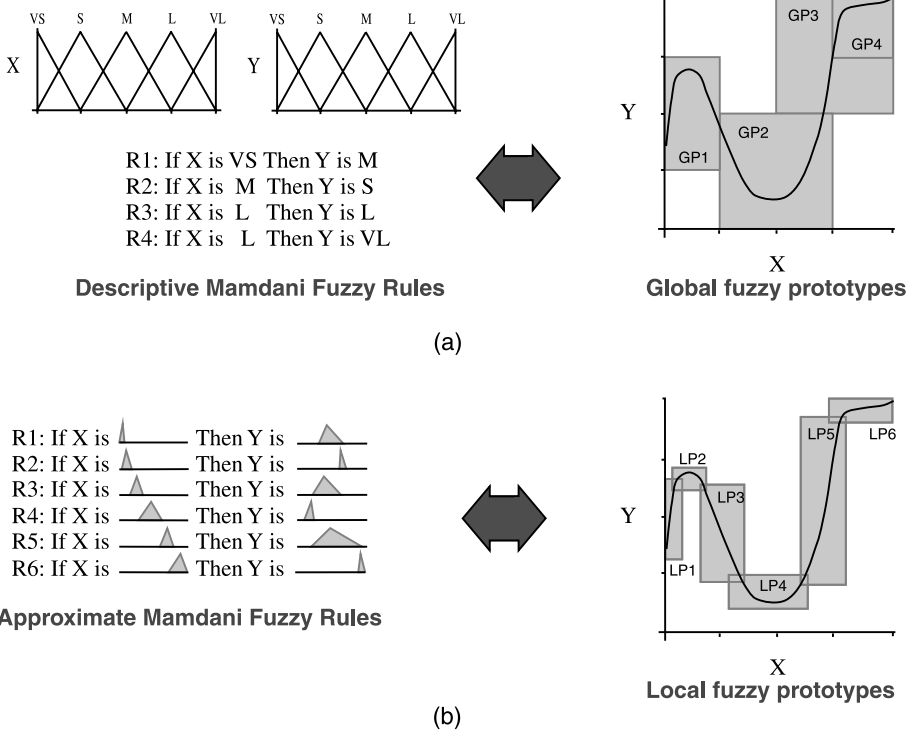 VS S M L VL
X
VS S M L VL
Y
R1: If X is VS Then Y is M
R2: If X is M Then Y is S
R3: If X is L Then Y is L
R4: If X is L Then Y is VL
Descriptive Mamdani Fuzzy Rules
GP3
GP4
Y
GP2
GP1
X
Global fuzzy prototypes
(a)
R1: If X is Then Y is
R2: If X is Then Y is
R3: If X is Then Y is
R4: If X is Then Y is
R5: If X is Then Y is
R6: If X is Then Y is
Approximate Mamdani Fuzzy Rules
LP5
LP6
LP2
LP3
Y
LP1
LP4
X
Local fuzzy prototypes
(b)